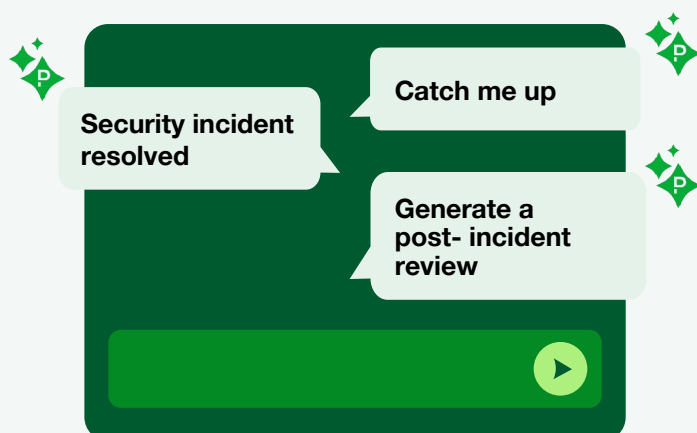 P
P
Catch me up
Security incident
resolved
P
Generate a
post- incident
review